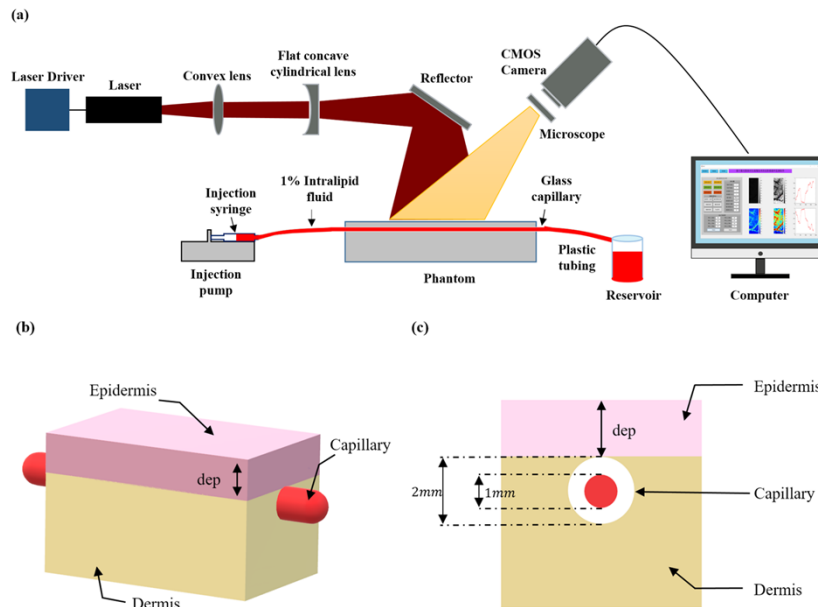 (a)
Laser Driver
Laser
Convex lens
Flat concave
cylindrical lens
Reflector
CMOS
Camera
Microscope
Injection
syringe
1% Intralipid
fluid
Glass
capillary
Injection
pump
Phantom
Plastic
tubing
Reservoir
Computer
(b)
Epidermis
dep
Capillary
Dermis
(c)
Epidermis
dep
2mm
1mm
Capillary
Dermis